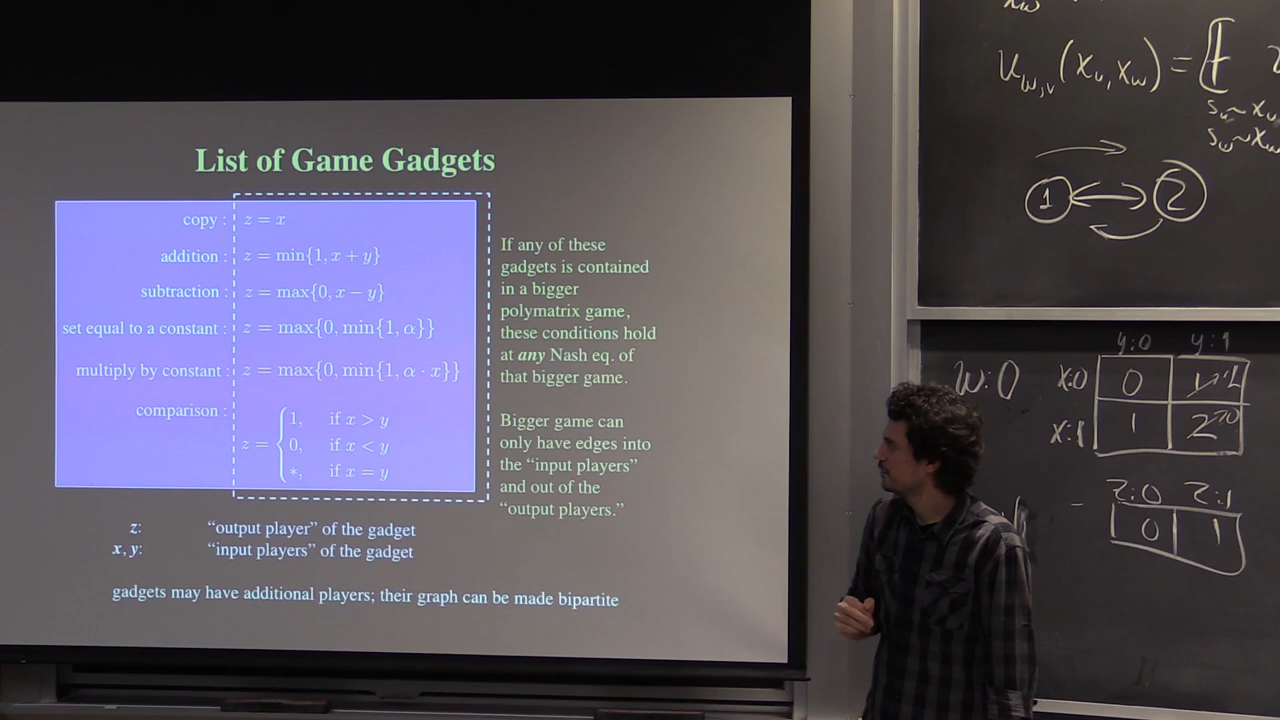 List of Game Gadgets
copy : z = x
addition : z = min{1, x + y}
subtraction : z = max{0, x − y}
set equal to a constant : z = max{0, min{1, α}}
multiply by constant : z = max{0, min{1, α · x}}
comparison :
z = { 1, if x > y
0, if x < y
*, if x = y
z: "output player" of the gadget
x, y: "input players" of the gadget
gadgets may have additional players; their graph can be made bipartite
If any of these
gadgets is contained
in a bigger
polymatrix game,
these conditions hold
at any Nash eq. of
that bigger game.
Bigger game can
only have edges into
the "input players"
and out of the
"output players."
u_{w,v}(x_v, x_w) =
s_v ~ x_v
s_w ~ x_w
1 2
y:0 y:1
w:0 x:0 0
x:1 1
z:0 z:1
0 1